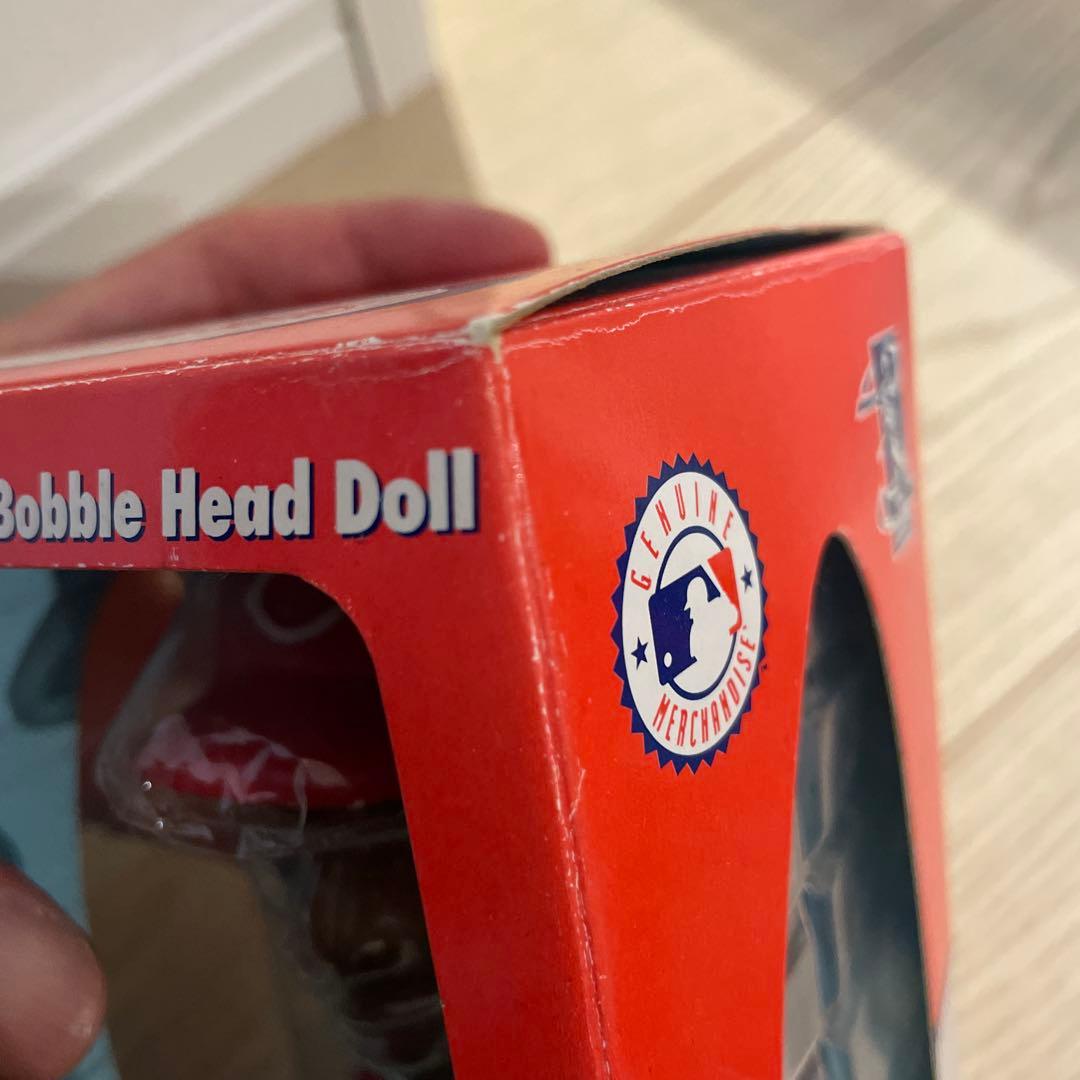 Bobble Head Doll
GENUINE
MERCHANDISE